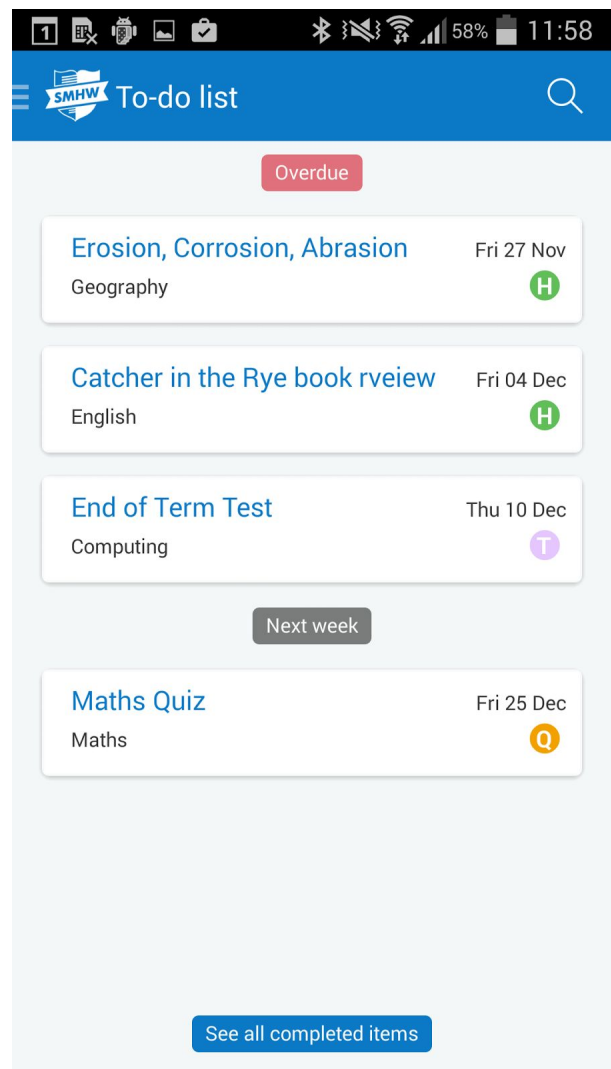 1 58% 11:58
SMHW To-do list
Overdue
Erosion, Corrosion, Abrasion Fri 27 Nov
Geography H
Catcher in the Rye book rveiew Fri 04 Dec
English H
End of Term Test Thu 10 Dec
Computing T
Next week
Maths Quiz Fri 25 Dec
Maths Q
See all completed items